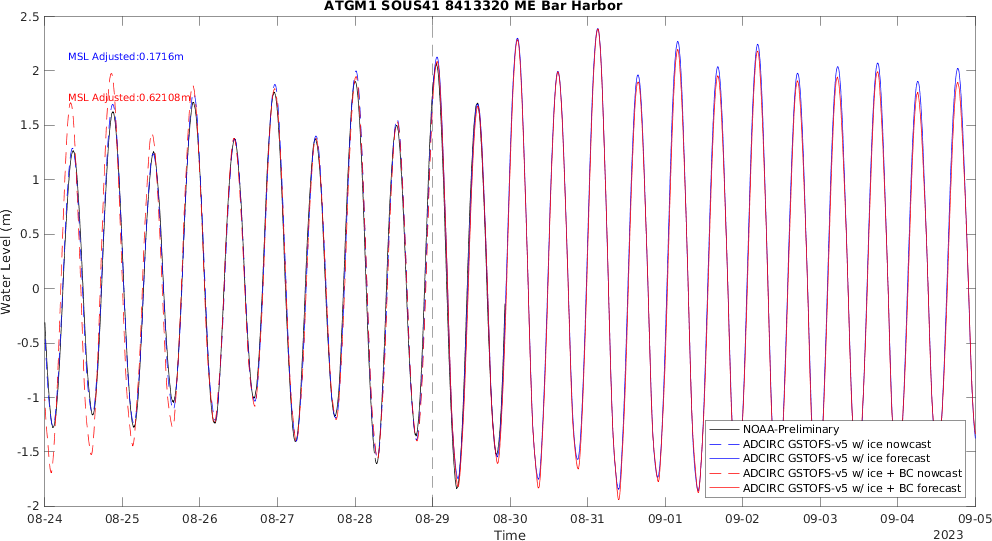 ATGM1 SOUS41 8413320 ME Bar Harbor
2.5
2
1.5
1
0.5
0
-0.5
-1
-1.5
-2
Water Level (m)
MSL Adjusted:0.1716m
MSL Adjusted:0.62108m
NOAA-Preliminary
ADCIRC GSTOFS-v5 w/ ice nowcast
ADCIRC GSTOFS-v5 w/ ice forecast
ADCIRC GSTOFS-v5 w/ ice + BC nowcast
ADCIRC GSTOFS-v5 w/ ice + BC forecast
08-24 08-25 08-26 08-27 08-28 08-29 08-30 08-31 09-01 09-02 09-03 09-04 09-05
Time
2023